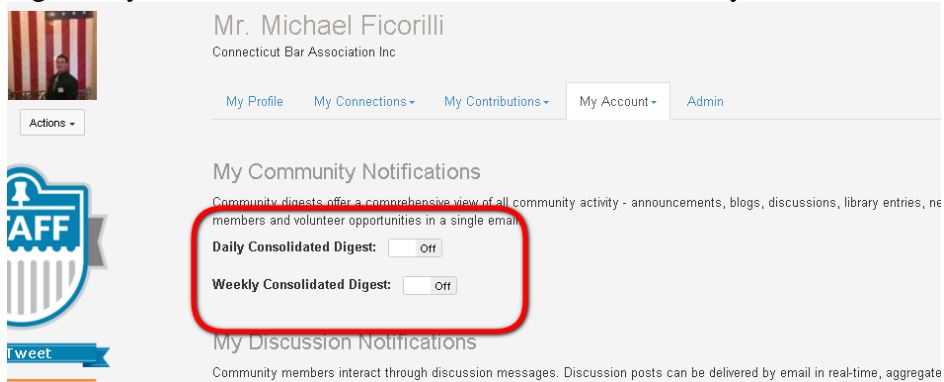 Mr. Michael Ficorilli
Connecticut Bar Association Inc
My Profile My Connections My Contributions My Account Admin
Actions
My Community Notifications
Community digests offer a comprehensive view of all community activity - announcements, blogs, discussions, library entries, ne
members and volunteer opportunities in a single email.
AFF
Daily Consolidated Digest: Off
Weekly Consolidated Digest: Off
My Discussion Notifications
Tweet
Community members interact through discussion messages. Discussion posts can be delivered by email in real-time, aggregate